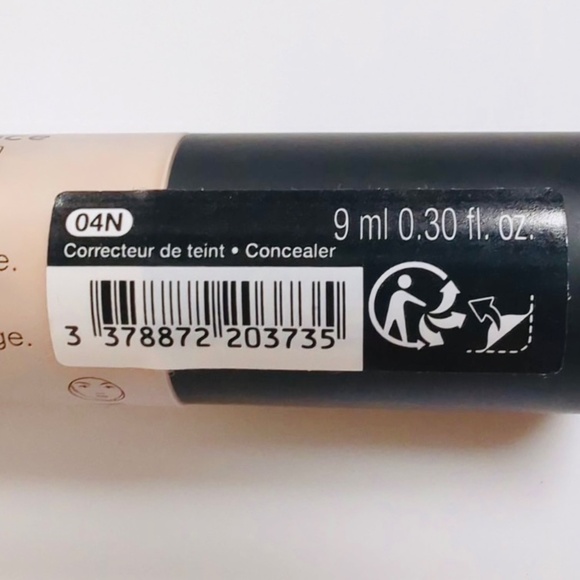 04N
9 ml 0.30 fl. oz.
Correcteur de teint • Concealer
3 378872 203735